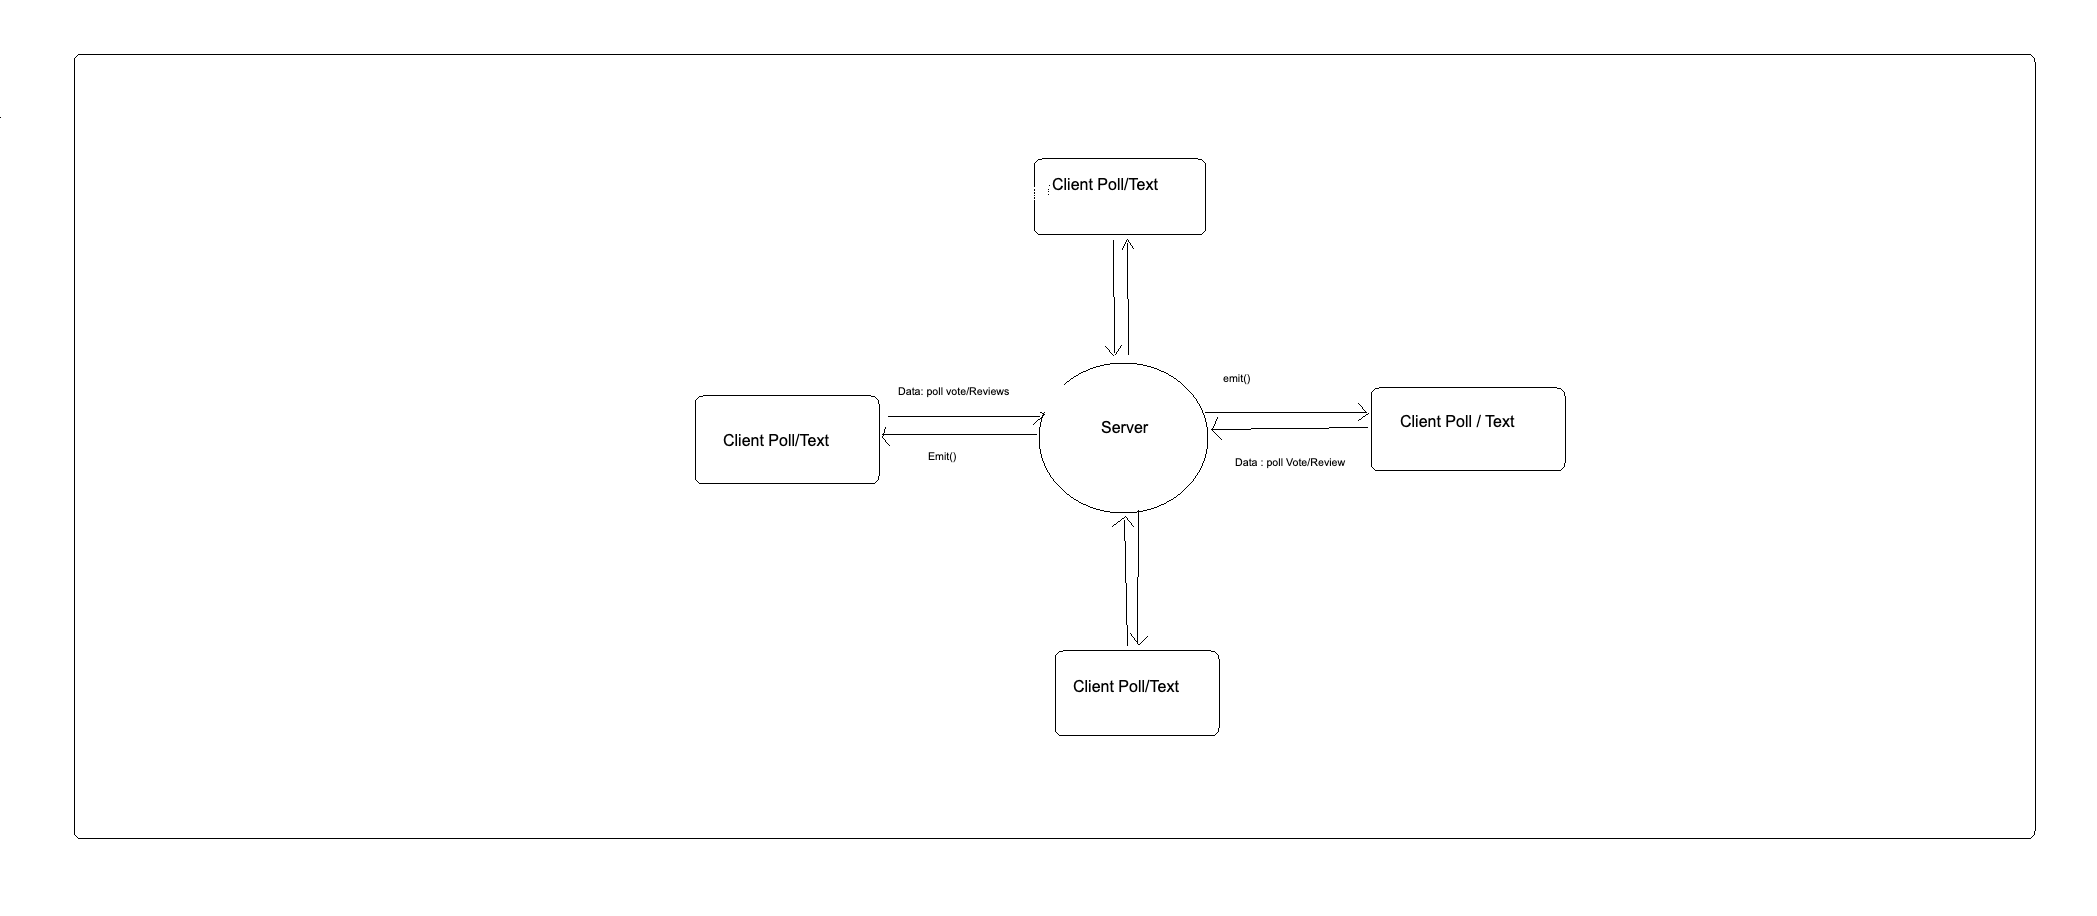 Client Poll/Text
emit()
Data: poll vote/Reviews
Client Poll / Text
Server
Client Poll/Text
Emit()
Data : poll Vote/Review
Client Poll/Text